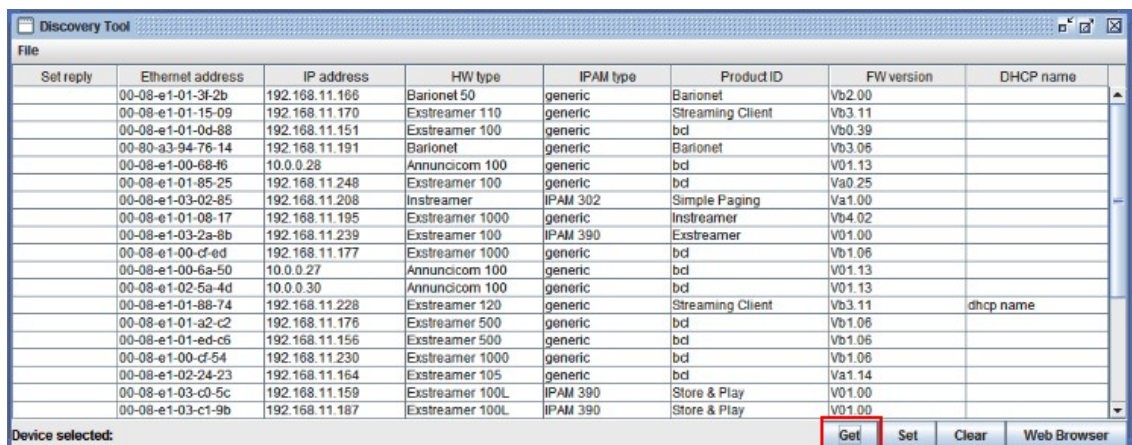 Discovery Tool
File
Set reply Ethernet address IP address HW type IPAM type Product ID FW version DHCP name
00-08-e1-01-3f-2b 192.168.11.166 Barionet 50 generic Barionet Vb2.00
00-08-e1-01-15-09 192.168.11.170 Exstreamer 110 generic Streaming Client Vb3.11
00-08-e1-01-0d-88 192.168.11.151 Exstreamer 100 generic bcl Vb0.39
00-80-a3-94-76-14 192.168.11.191 Barionet generic Barionet Vb3.06
00-08-e1-00-68-f6 10.0.0.28 Annuncicom 100 generic bcl V01.13
00-08-e1-01-85-25 192.168.11.248 Exstreamer 100 generic bcl Va0.25
00-08-e1-03-02-85 192.168.11.208 Instreamer IPAM 302 Simple Paging Va1.00
00-08-e1-01-08-17 192.168.11.195 Exstreamer 1000 generic Instreamer Vb4.02
00-08-e1-03-2a-8b 192.168.11.239 Exstreamer 100 IPAM 390 Exstreamer V01.00
00-08-e1-00-cf-ed 192.168.11.177 Exstreamer 1000 generic bcl Vb1.06
00-08-e1-00-6a-50 10.0.0.27 Annuncicom 100 generic bcl V01.13
00-08-e1-02-5a-4d 10.0.0.30 Annuncicom 100 generic bcl V01.13
00-08-e1-01-88-74 192.168.11.228 Exstreamer 120 generic Streaming Client Vb3.11 dhcp name
00-08-e1-01-a2-c2 192.168.11.176 Exstreamer 500 generic bcl Vb1.06
00-08-e1-01-ed-c6 192.168.11.156 Exstreamer 500 generic bcl Vb1.06
00-08-e1-00-cf-54 192.168.11.230 Exstreamer 1000 generic bcl Vb1.06
00-08-e1-02-24-23 192.168.11.164 Exstreamer 105 generic bcl Va1.14
00-08-e1-03-c0-5c 192.168.11.159 Exstreamer 100L IPAM 390 Store & Play V01.00
00-08-e1-03-c1-9b 192.168.11.187 Exstreamer 100L IPAM 390 Store & Play V01.00
Device selected: Get Set Clear Web Browser